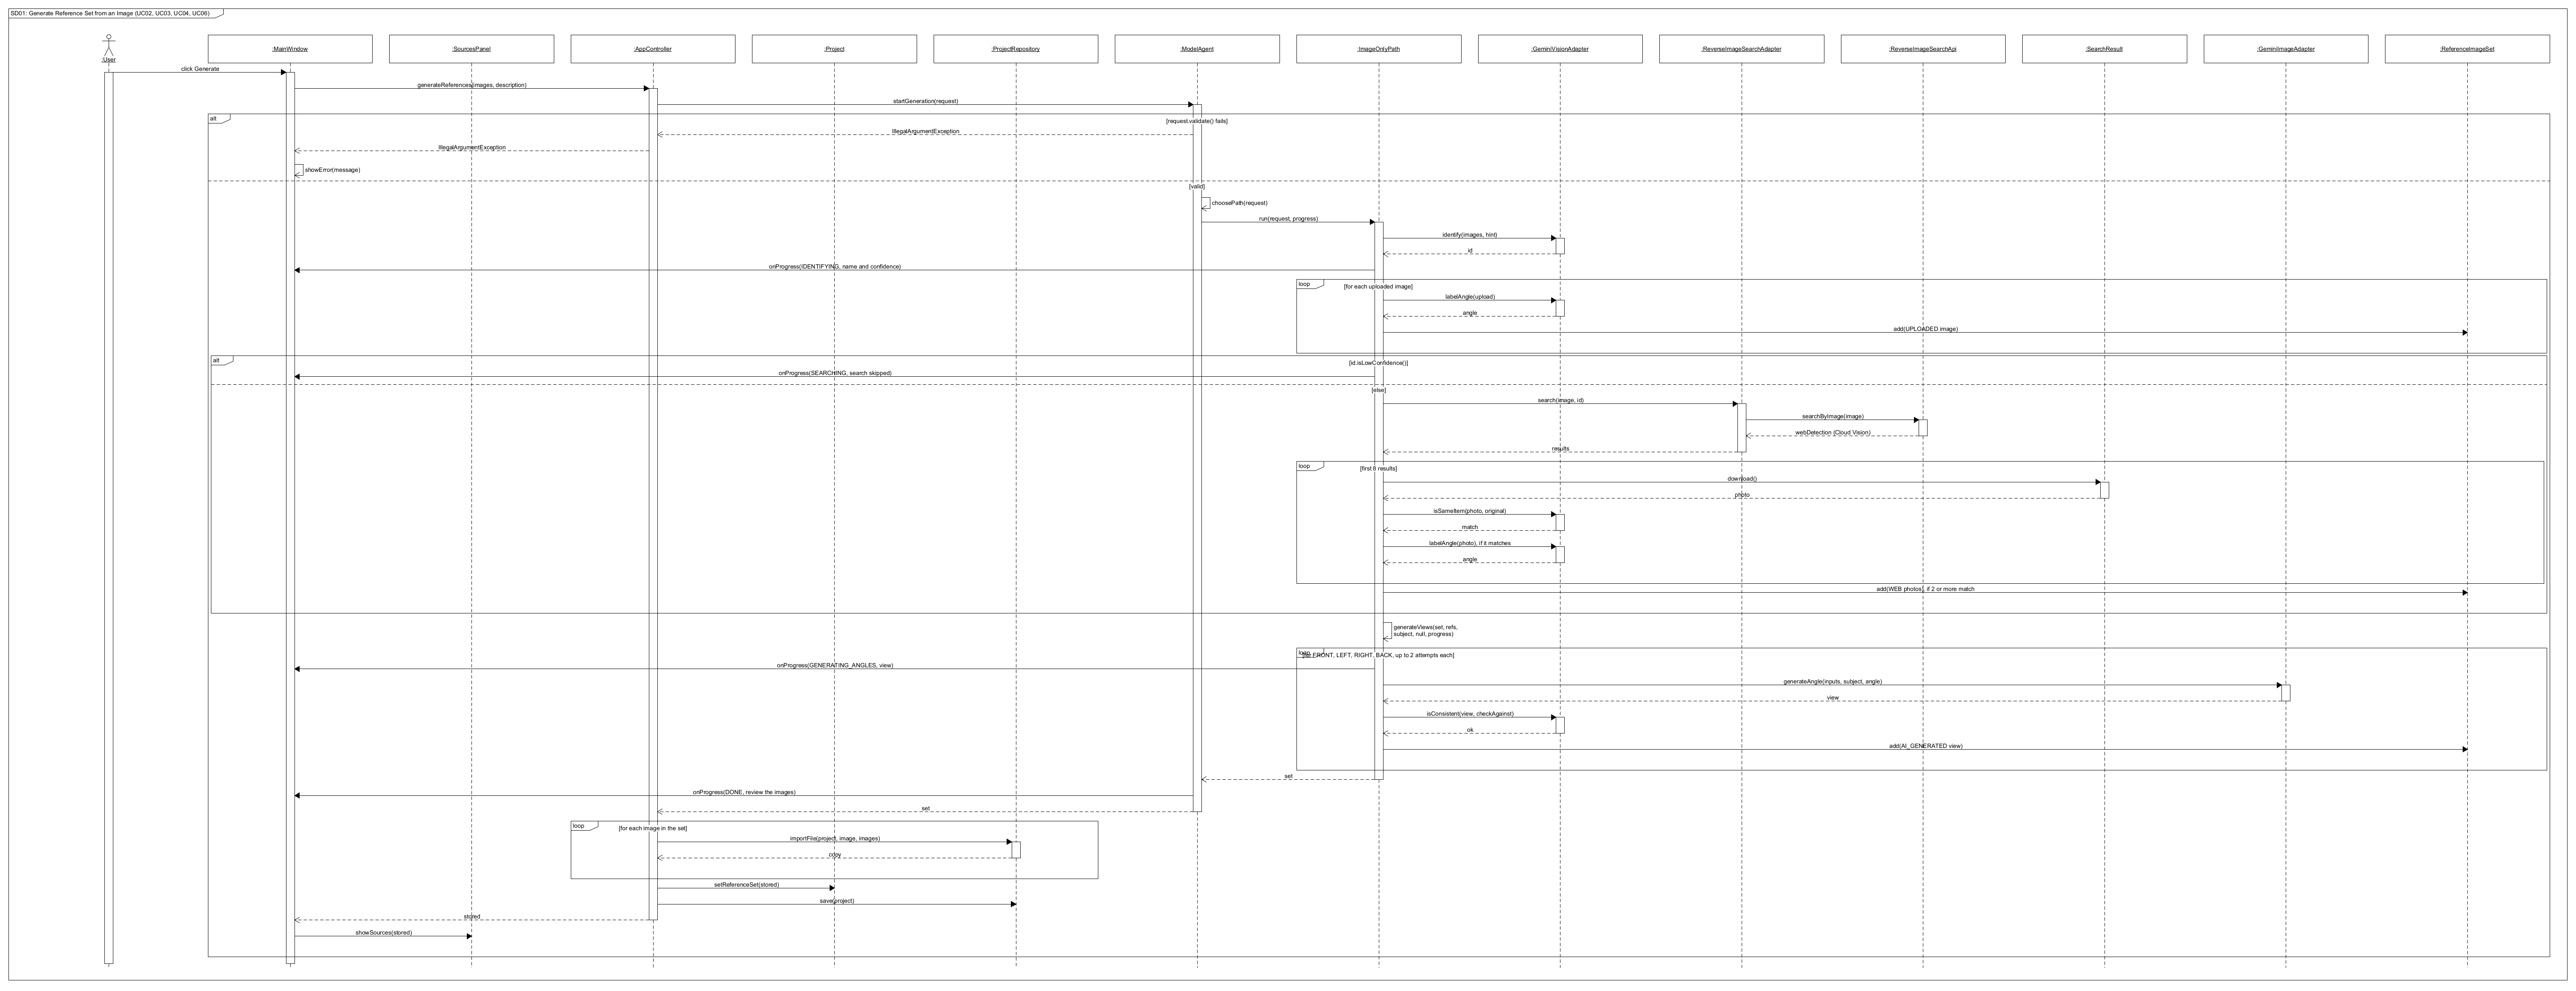 SD01: Generate Reference Set from an Image (UC02, UC03, UC04, UC06)
:User
:MainWindow
:SourcesPanel
:AppController
:Project
:ProjectRepository
:ModelAgent
:ImageOnlyPath
:GeminiVisionAdapter
:ReverseImageSearchAdapter
:ReverseImageSearchApi
:SearchResult
:GeminiImageAdapter
:ReferenceImageSet
click Generate
generateReferences(images, description)
startGeneration(request)
alt
[request.validate() fails]
IllegalArgumentException
IllegalArgumentException
showError(message)
[valid]
choosePath(request)
run(request, progress)
identify(images, hint)
id
onProgress(IDENTIFYING, name and confidence)
loop
[for each uploaded image]
labelAngle(upload)
angle
add(UPLOADED image)
alt
[id.isLowConfidence()]
onProgress(SEARCHING, search skipped)
[else]
search(image, id)
searchByImage(image)
webDetection (Cloud Vision)
results
loop
[first 8 results]
download()
photo
isSameItem(photo, original)
match
labelAngle(photo), if it matches
angle
add(WEB photos), if 2 or more match
generateViews(set, refs,
subject, null, progress)
loop
FRONT, LEFT, RIGHT, BACK, up to 2 attempts each]
onProgress(GENERATING_ANGLES, view)
generateAngle(inputs, subject, angle)
view
isConsistent(view, checkAgainst)
ok
add(AI_GENERATED view)
set
onProgress(DONE, review the images)
set
loop
[for each image in the set]
importFile(project, image, images)
copy
setReferenceSet(stored)
save(project)
stored
showSources(stored)